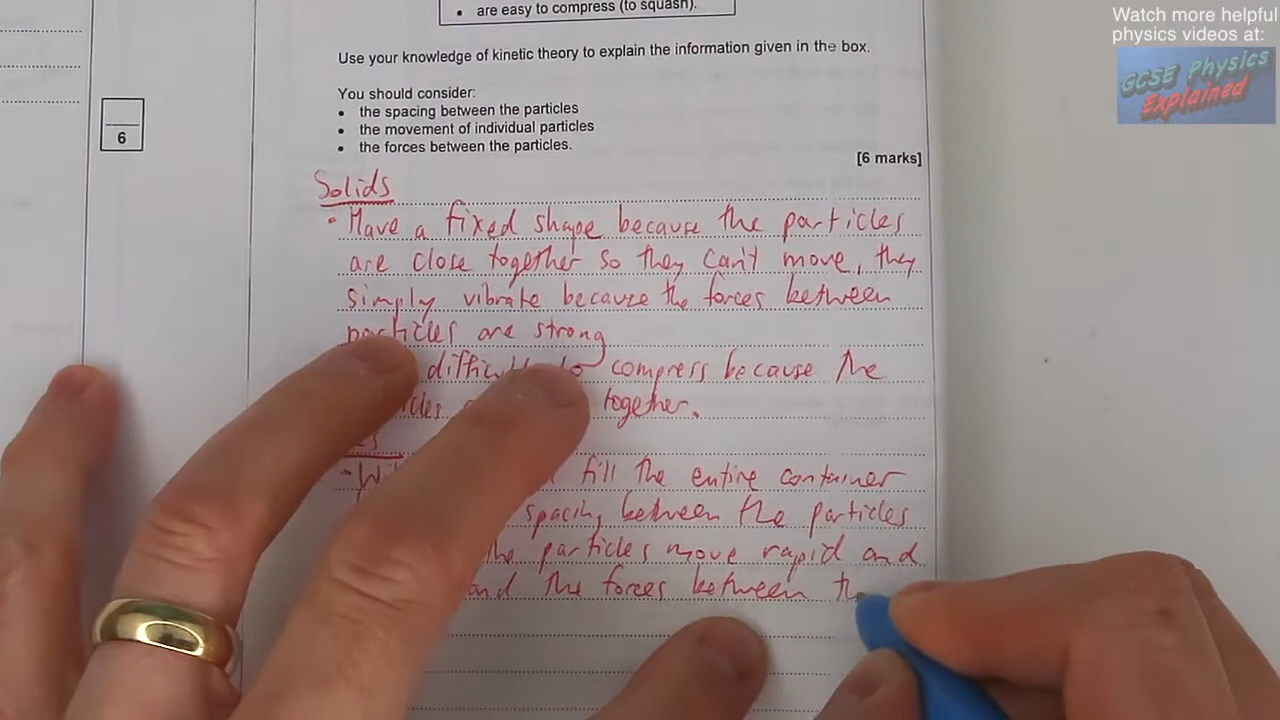 Watch more helpful
physics videos at:
GCSE Physics
Explained
• are easy to compress (to squash).
Use your knowledge of kinetic theory to explain the information given in the box.
You should consider:
• the spacing between the particles
• the movement of individual particles
• the forces between the particles.
[6 marks]
6
Solids
• Have a fixed shape because the particles
are close together so they can't move, they
simply vibrate because the forces between
particles are strong
difficult to compress because the
together.
fill the entire container
spacing between the particles
the particles move rapid and
and the forces between